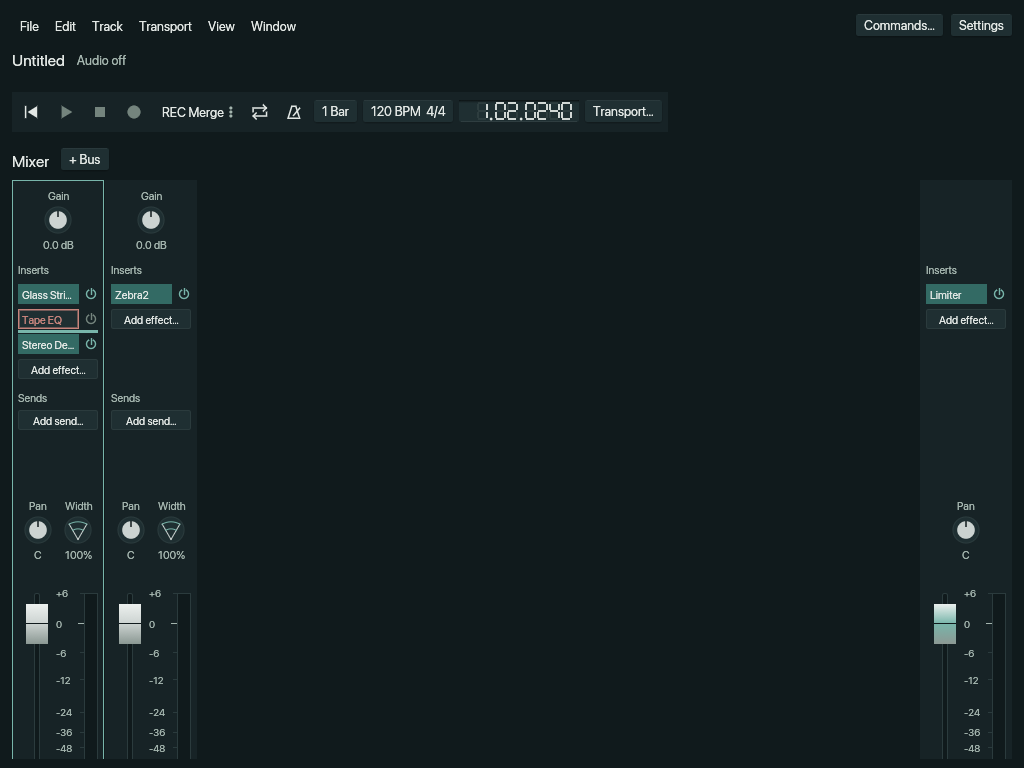 File Edit Track Transport View Window Commands... Settings
Untitled Audio off
REC Merge 1 Bar 120 BPM 4/4 1.02.0240 Transport...
Mixer + Bus
Gain Gain
0.0 dB 0.0 dB
Inserts Inserts Inserts
Glass Stri... Zebra2 Limiter
Tape EQ Add effect... Add effect...
Stereo De...
Add effect...
Sends Sends
Add send... Add send...
Pan Width Pan Width Pan
C 100% C 100% C
+6 +6 +6
0 0 0
-6 -6 -6
-12 -12 -12
-24 -24 -24
-36 -36 -36
-48 -48 -48